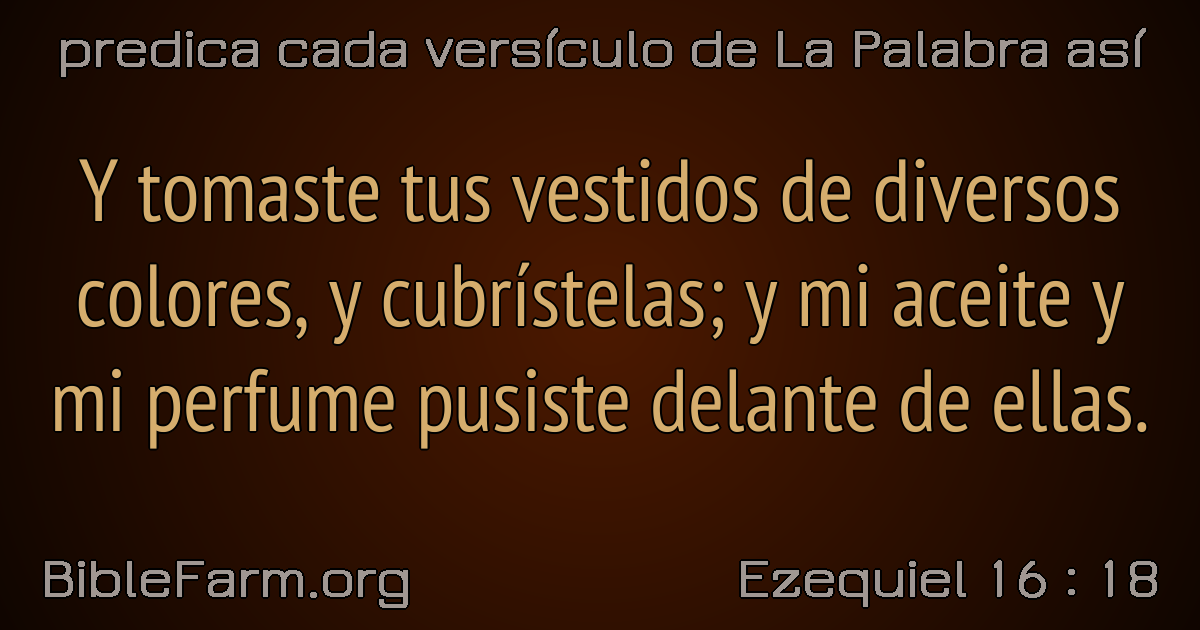 predica cada versículo de La Palabra así
Y tomaste tus vestidos de diversos
colores, y cubrístelas; y mi aceite y
mi perfume pusiste delante de ellas.
BibleFarm.org
Ezequiel 16 : 18